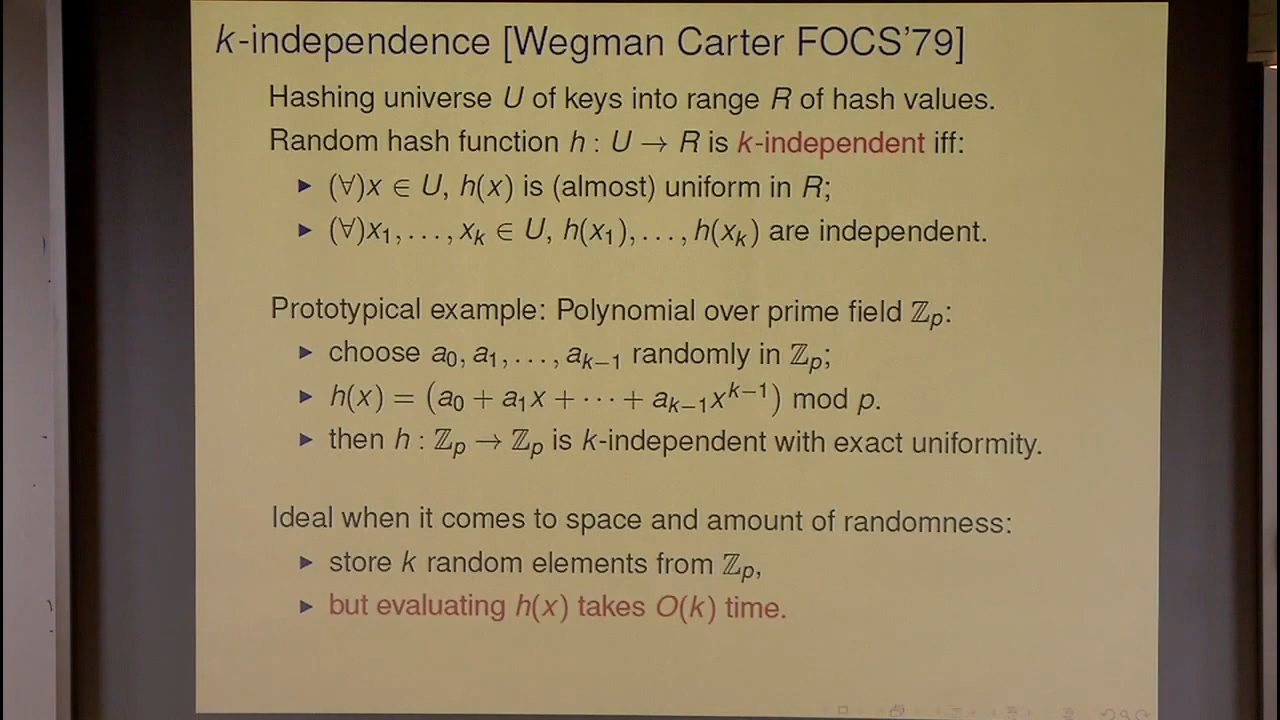 k-independence [Wegman Carter FOCS'79]
Hashing universe U of keys into range R of hash values.
Random hash function h : U → R is k-independent iff:
▶ (∀)x ∈ U, h(x) is (almost) uniform in R;
▶ (∀)x₁, . . . , xₖ ∈ U, h(x₁), . . . , h(xₖ) are independent.
Prototypical example: Polynomial over prime field ℤₚ:
▶ choose a₀, a₁, . . . , aₖ₋₁ randomly in ℤₚ;
▶ h(x) = (a₀ + a₁x + ⋯ + aₖ₋₁xᵏ⁻¹) mod p.
▶ then h : ℤₚ → ℤₚ is k-independent with exact uniformity.
Ideal when it comes to space and amount of randomness:
▶ store k random elements from ℤₚ,
▶ but evaluating h(x) takes O(k) time.